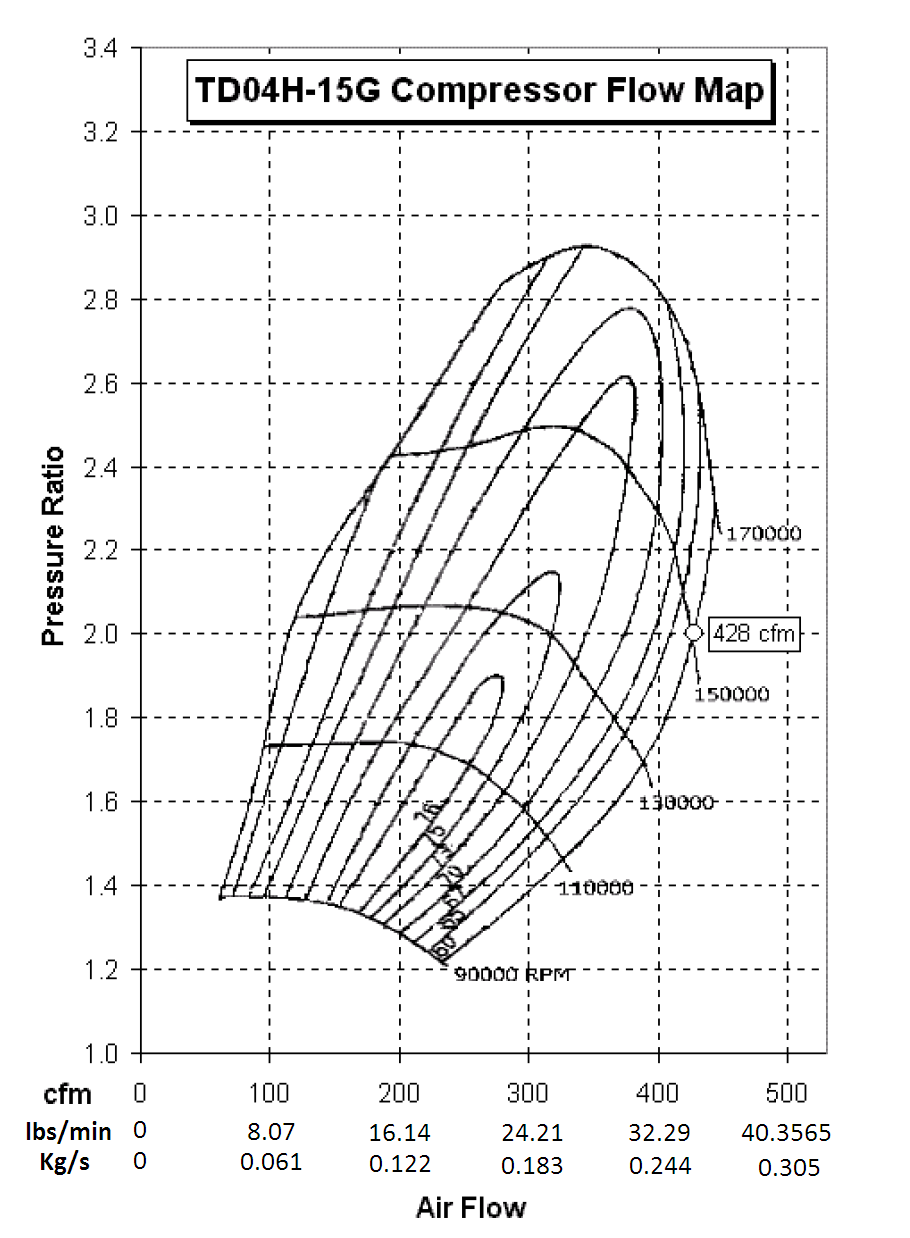 TD04H-15G Compressor Flow Map
3.4
3.2
3.0
2.8
2.6
2.4
2.2
2.0
1.8
1.6
1.4
1.2
1.0
Pressure Ratio
170000
428 cfm
150000
130000
110000
90000 RPM
76
75
73
70
65
60
cfm 0 100 200 300 400 500
lbs/min 0 8.07 16.14 24.21 32.29 40.3565
Kg/s 0 0.061 0.122 0.183 0.244 0.305
Air Flow